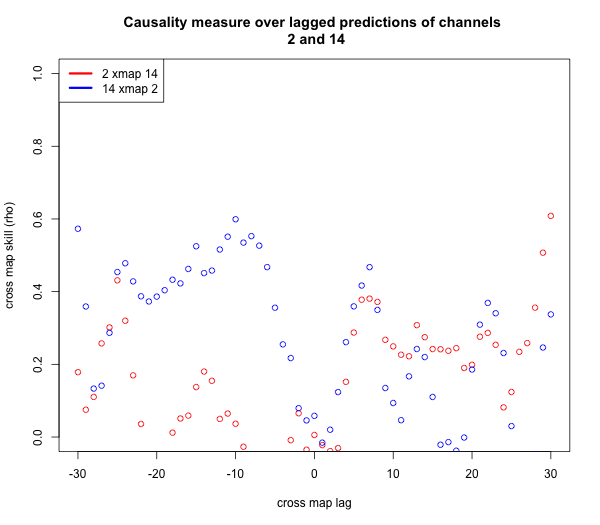 Causality measure over lagged predictions of channels
2 and 14
2 xmap 14
14 xmap 2
cross map skill (rho)
1.0
0.8
0.6
0.4
0.2
0.0
-30 -20 -10 0 10 20 30
cross map lag